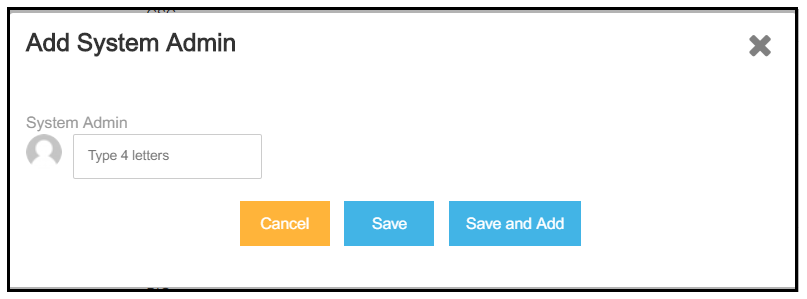 Add System Admin
System Admin
Type 4 letters
Cancel Save Save and Add